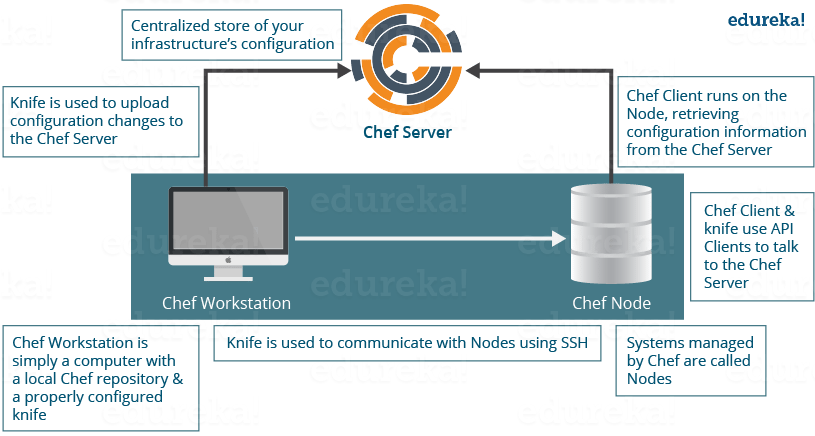 Centralized store of your
infrastructure's configuration
edureka!
Knife is used to upload
configuration changes to
the Chef Server
Chef Server
Chef Client runs on the
Node, retrieving
configuration information
from the Chef Server
Chef Client &
knife use API
Clients to talk
to the Chef
Server
Chef Workstation
Chef Node
Chef Workstation is
simply a computer with
a local Chef repository &
a properly configured
knife
Knife is used to communicate with Nodes using SSH
Systems managed
by Chef are called
Nodes
edureka!
edureka!
edureka!